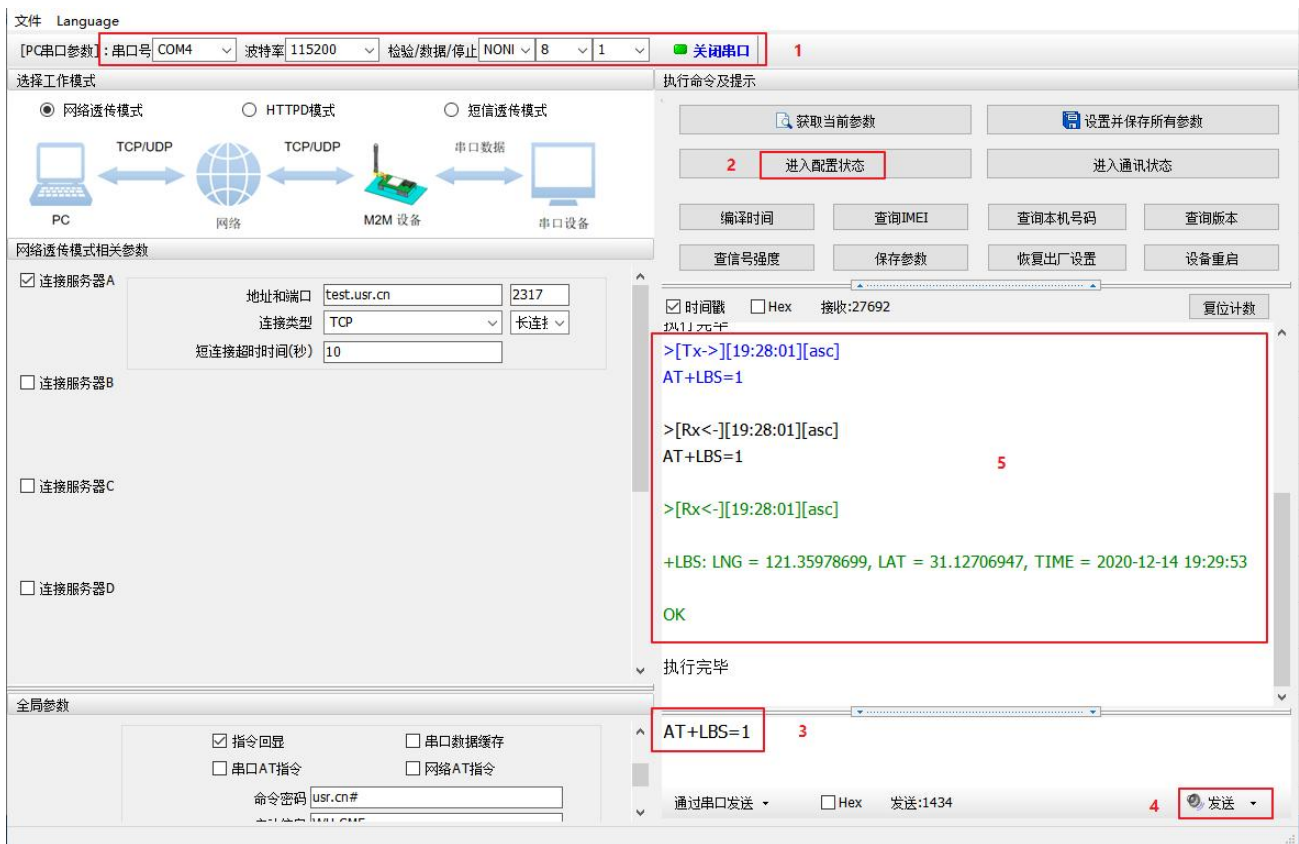 文件 Language
[PC串口参数]:串口号 COM4 波特率 115200 检验/数据/停止 NONI 8 1 关闭串口 1
选择工作模式
网络透传模式 HTTPD模式 短信透传模式
TCP/UDP TCP/UDP 串口数据
PC 网络 M2M 设备 串口设备
网络透传模式相关参数
连接服务器A
地址和端口 test.usr.cn 2317
连接类型 TCP
短连接超时时间(秒) 10
连接服务器B
连接服务器C
连接服务器D
全局参数
指令回显 串口数据缓存
串口AT指令 网络AT指令
命令密码 usr.cn#
执行命令及提示
获取当前参数 设置并保存所有参数
2 进入配置状态 进入通讯状态
编译时间 查询IMEI 查询本机号码 查询版本
查信号强度 保存参数 恢复出厂设置 设备重启
时间戳 Hex 接收:27692 复位计数
执行完毕
>[Tx->][19:28:01][asc]
AT+LBS=1
>[Rx<-][19:28:01][asc]
AT+LBS=1
5
>[Rx<-][19:28:01][asc]
+LBS: LNG = 121.35978699, LAT = 31.12706947, TIME = 2020-12-14 19:29:53
OK
执行完毕
AT+LBS=1 3
通过串口发送 Hex 发送:1434 4 发送